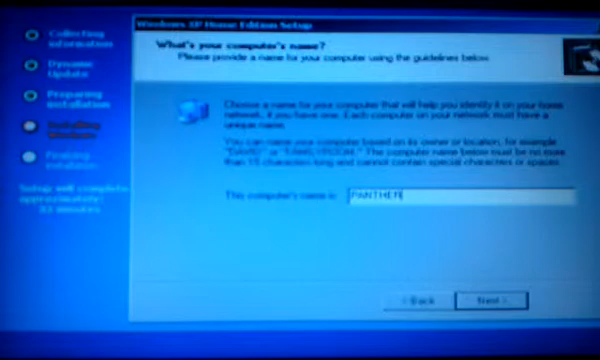 Collecting
information
Dynamic
Update
Preparing
installation
Installing
Windows
Finalizing
installation
Setup will complete
approximately:
minutes
Windows XP Home Edition Setup
What's your computer's name?
Please provide a name for your computer using the guidelines below.
Choose a name for your computer that will help you identify it on your home
network, if you have one. Each computer on your network must have a
unique name.
You can name your computer based on its owner or location, for example
"DAVID" or "FAMILYROOM." The computer name below must be no more
than 15 characters long and cannot contain special characters or spaces.
This computer's name is: PANTHER
< Back
Next >